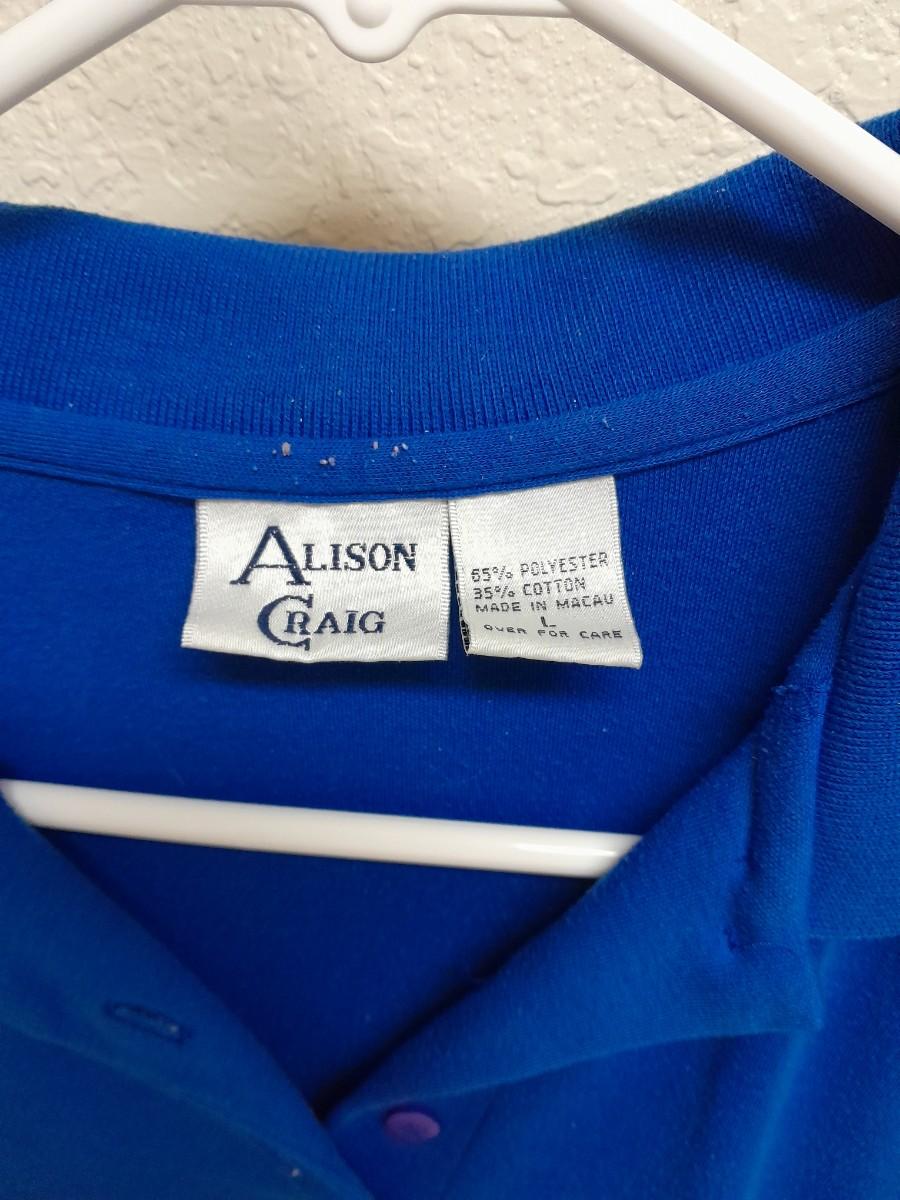 ALISON
CRAIG
65% POLYESTER
35% COTTON
MADE IN MACAU
L
OVER FOR CARE